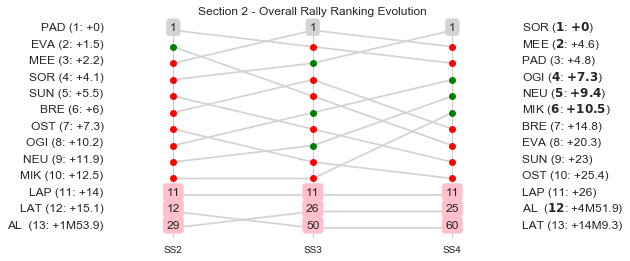 Section 2 - Overall Rally Ranking Evolution
PAD (1: +0) 1 1 1 SOR (1: +0)
EVA (2: +1.5) MEE (2: +4.6)
MEE (3: +2.2) PAD (3: +4.8)
SOR (4: +4.1) OGI (4: +7.3)
SUN (5: +5.5) NEU (5: +9.4)
BRE (6: +6) MIK (6: +10.5)
OST (7: +7.3) BRE (7: +14.8)
OGI (8: +10.2) EVA (8: +20.3)
NEU (9: +11.9) SUN (9: +23)
MIK (10: +12.5) OST (10: +25.4)
LAP (11: +14) 11 11 11 LAP (11: +26)
LAT (12: +15.1) 12 26 25 AL (12: +4M51.9)
AL (13: +1M53.9) 29 50 60 LAT (13: +14M9.3)
SS2 SS3 SS4